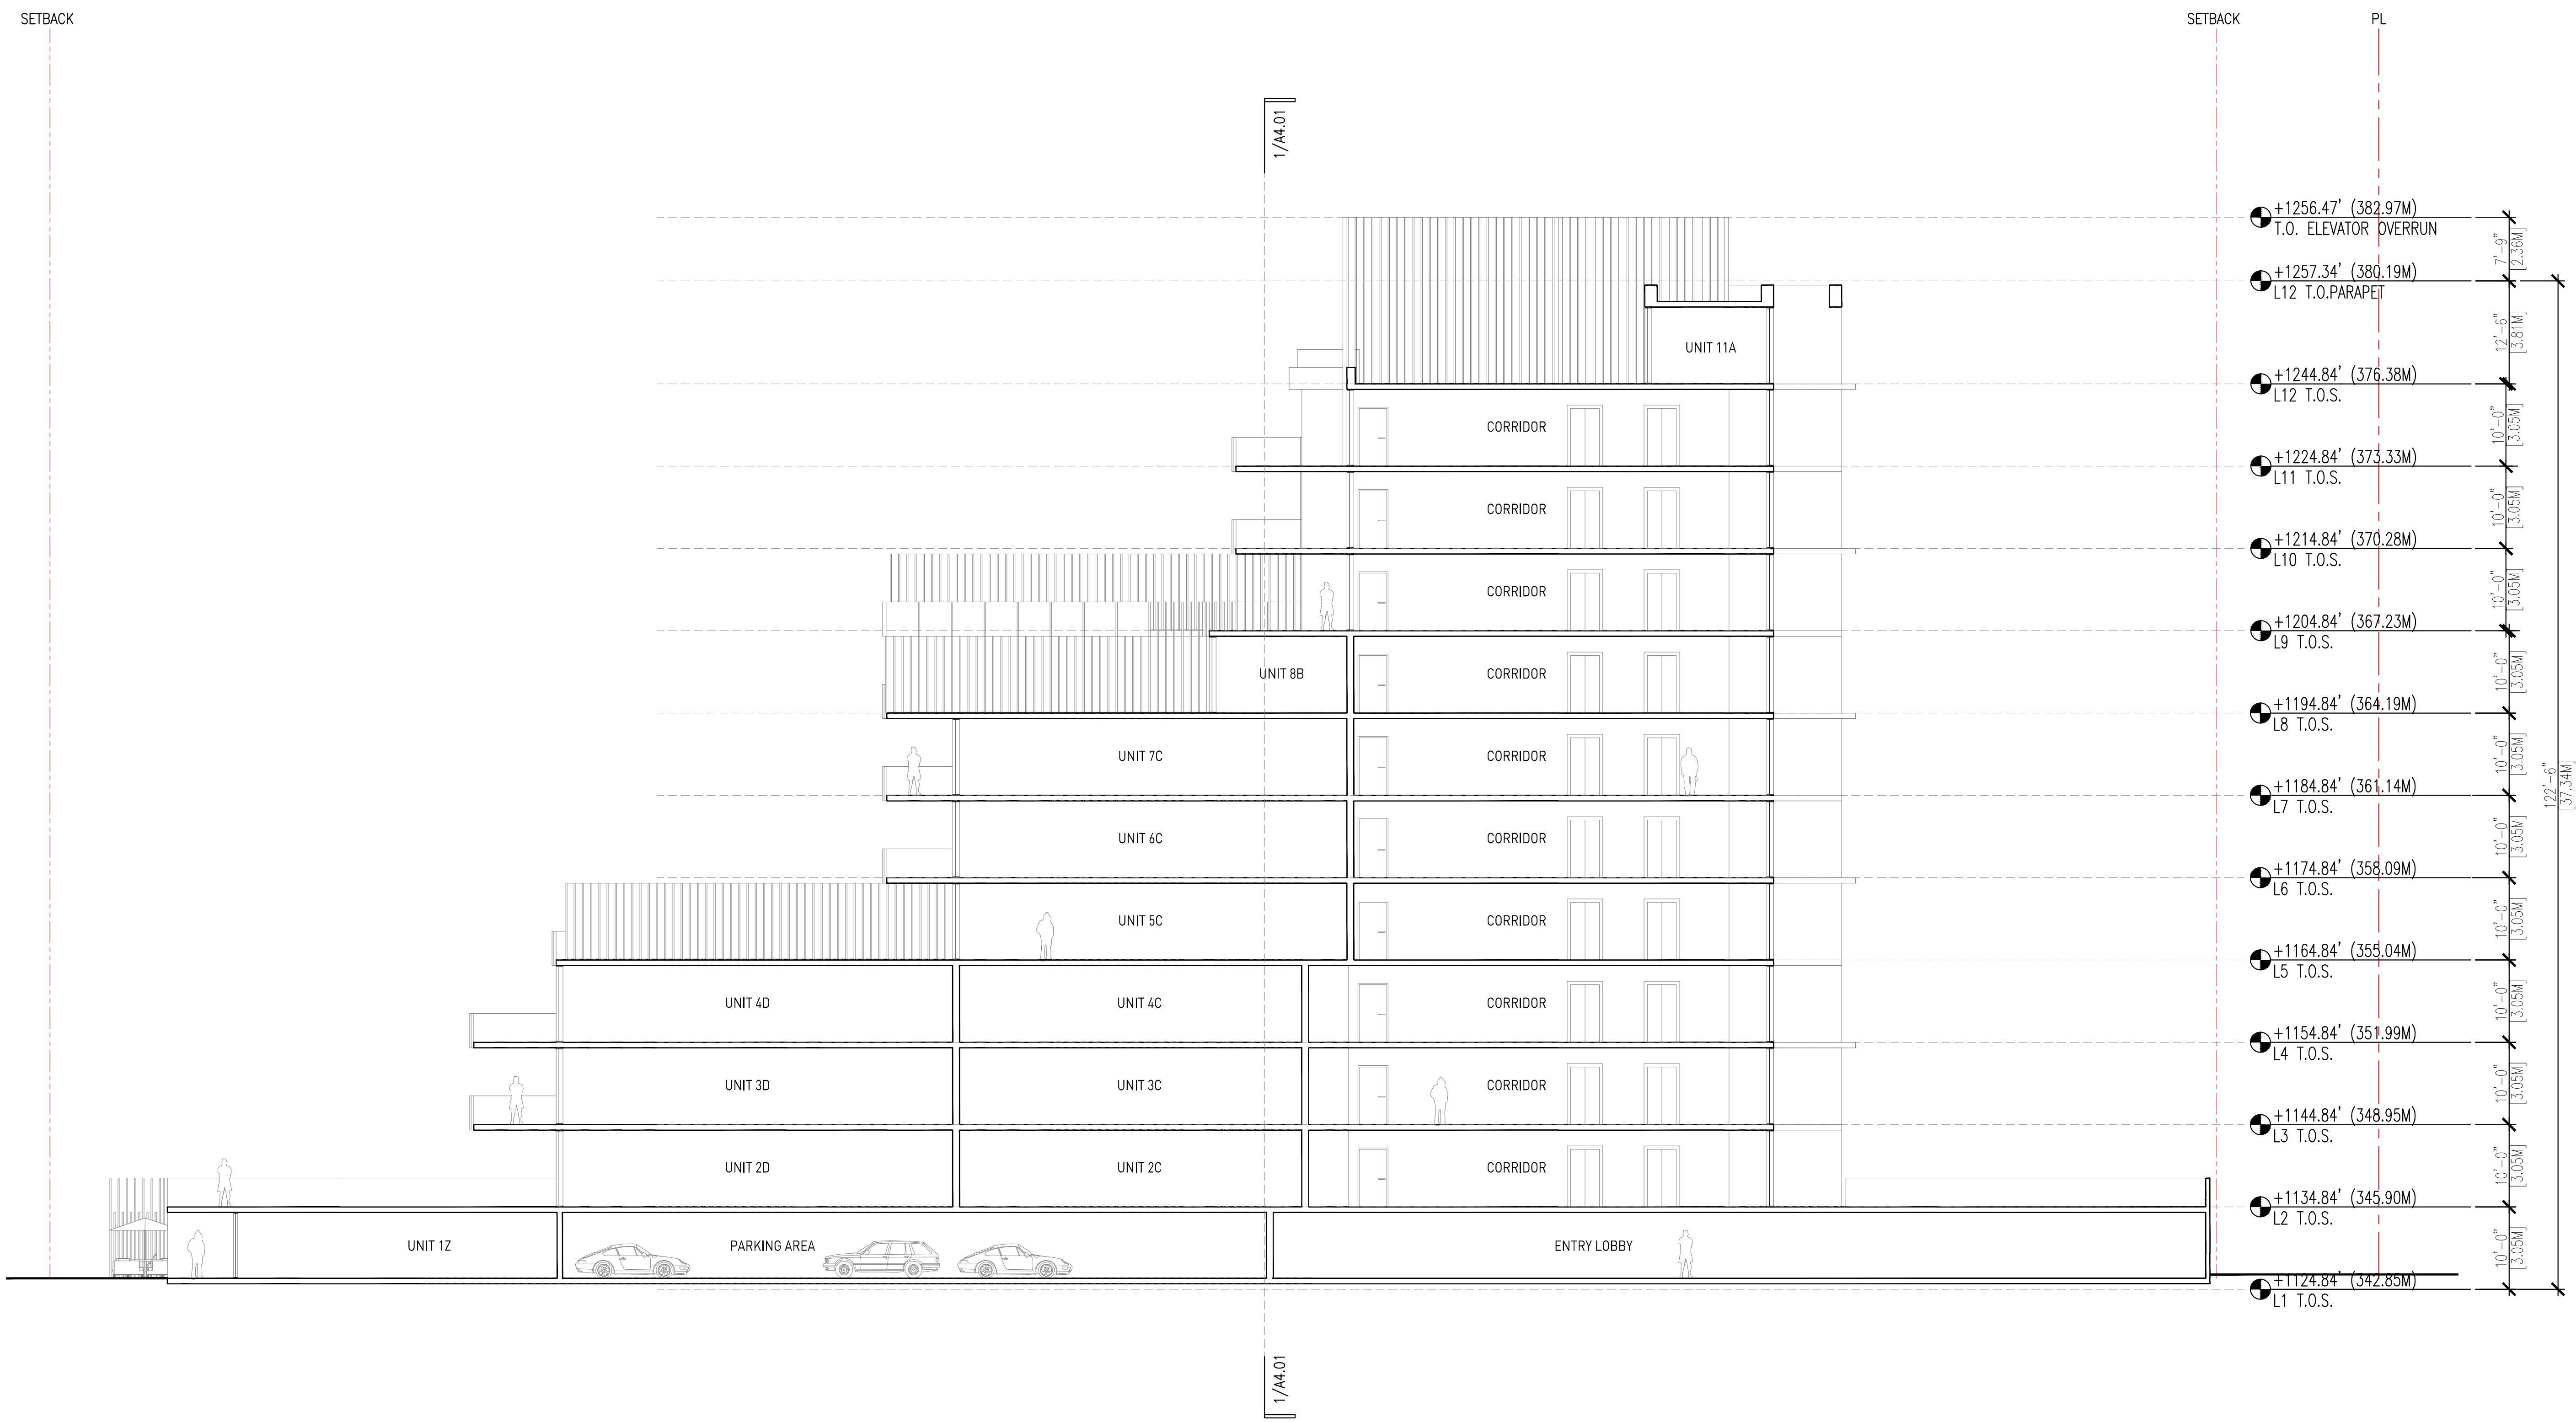 SETBACK
SETBACK
PL
1/A4.01
+1256.47' (382.97M)
T.O. ELEVATOR OVERRUN
7'-9"
[2.36M]
+1257.34' (380.19M)
L12 T.O.PARAPET
12'-6"
[3.81M]
UNIT 11A
+1244.84' (376.38M)
L12 T.O.S.
CORRIDOR
10'-0"
[3.05M]
+1224.84' (373.33M)
L11 T.O.S.
CORRIDOR
10'-0"
[3.05M]
+1214.84' (370.28M)
L10 T.O.S.
CORRIDOR
10'-0"
[3.05M]
+1204.84' (367.23M)
L9 T.O.S.
UNIT 8B
CORRIDOR
10'-0"
[3.05M]
+1194.84' (364.19M)
L8 T.O.S.
UNIT 7C
CORRIDOR
10'-0"
[3.05M]
122'-6"
[37.34M]
+1184.84' (361.14M)
L7 T.O.S.
UNIT 6C
CORRIDOR
10'-0"
[3.05M]
+1174.84' (358.09M)
L6 T.O.S.
UNIT 5C
CORRIDOR
10'-0"
[3.05M]
+1164.84' (355.04M)
L5 T.O.S.
UNIT 4D
UNIT 4C
CORRIDOR
10'-0"
[3.05M]
+1154.84' (351.99M)
L4 T.O.S.
UNIT 3D
UNIT 3C
CORRIDOR
10'-0"
[3.05M]
+1144.84' (348.95M)
L3 T.O.S.
UNIT 2D
UNIT 2C
CORRIDOR
10'-0"
[3.05M]
+1134.84' (345.90M)
L2 T.O.S.
UNIT 1Z
PARKING AREA
ENTRY LOBBY
10'-0"
[3.05M]
+1124.84' (342.85M)
L1 T.O.S.
1/A4.01